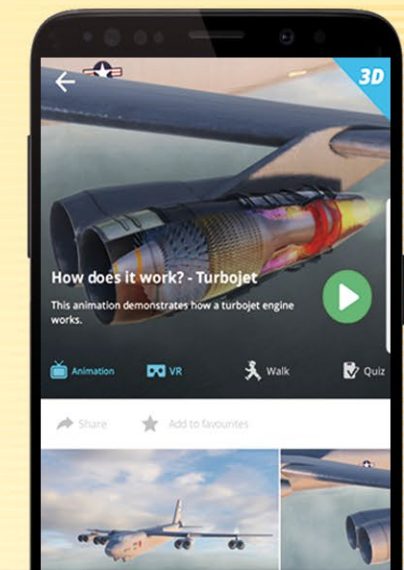 3D
How does it work? - Turbojet
This animation demonstrates how a turbojet engine
works.
Animation
VR
Walk
Quiz
Share
Add to favourites